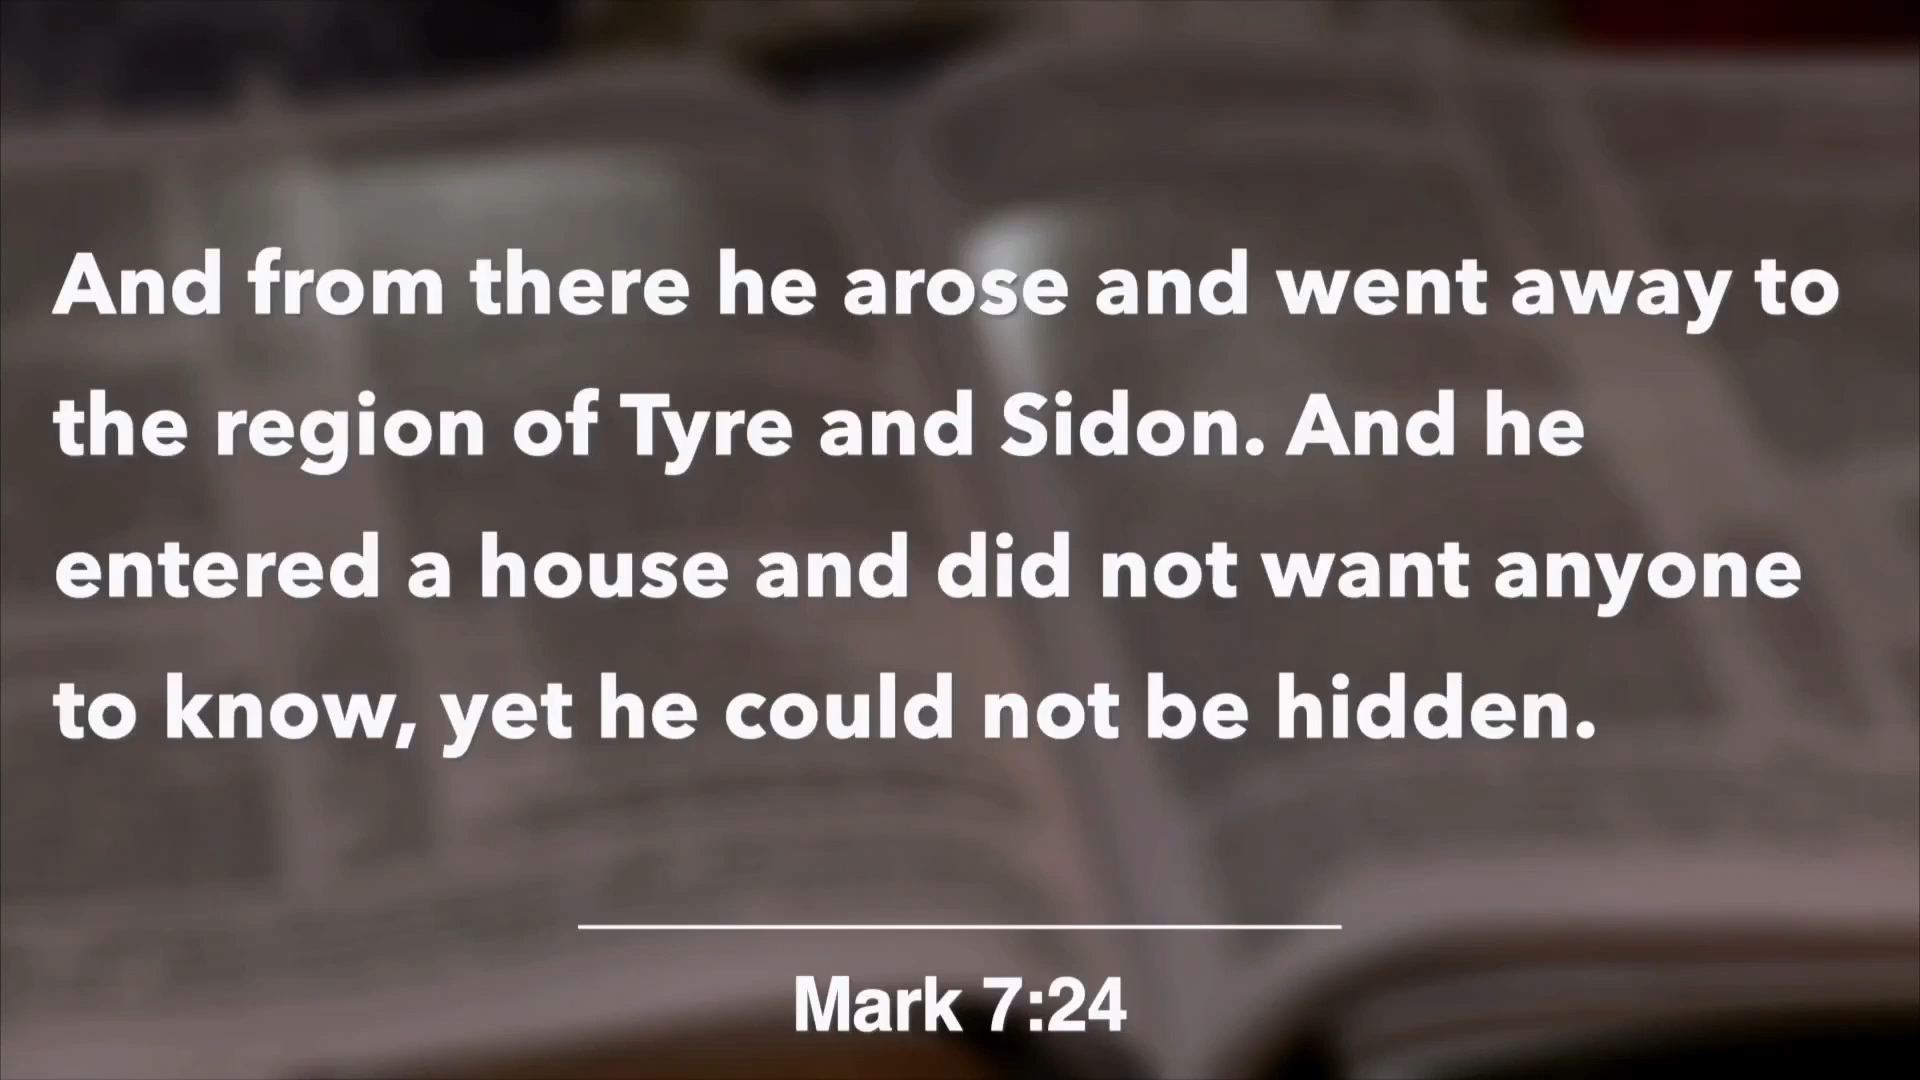 And from there he arose and went away to
the region of Tyre and Sidon. And he
entered a house and did not want anyone
to know, yet he could not be hidden.
Mark 7:24